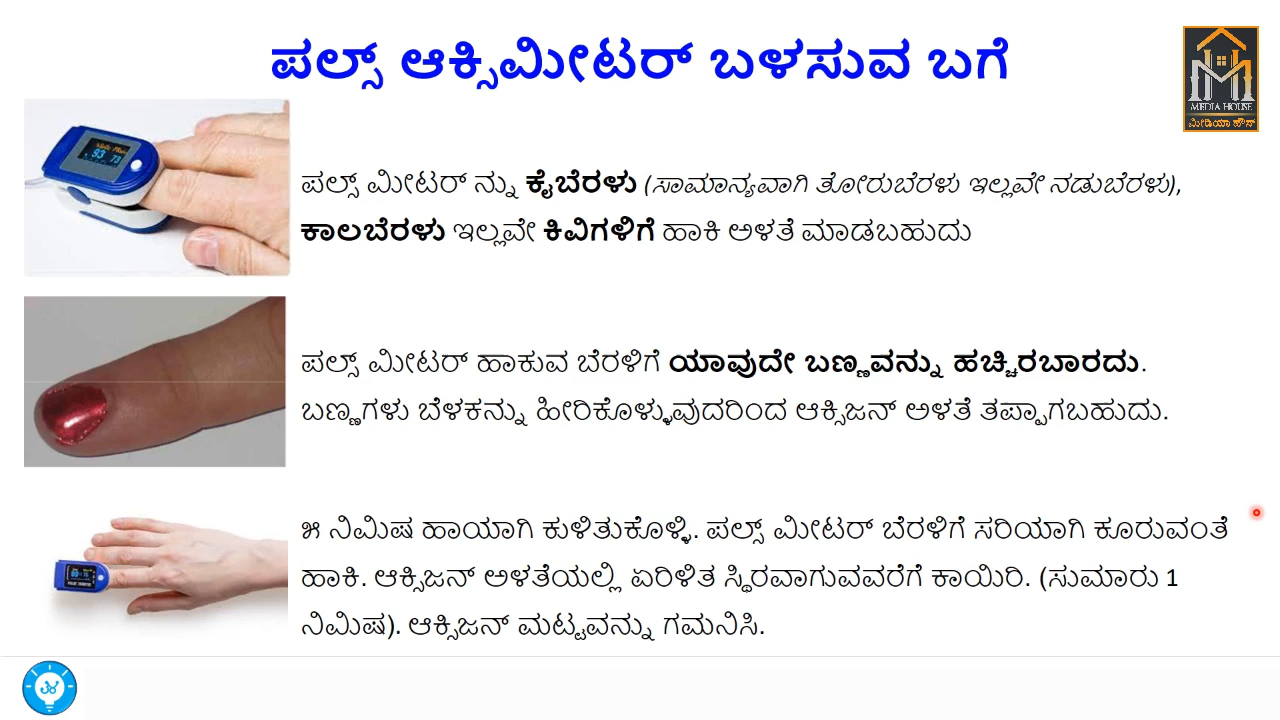 ಪಲ್ಸ್ ಆಕ್ಸಿಮೀಟರ್ ಬಳಸುವ ಬಗೆ
MEDIA HOUSE
ಮೀಡಿಯಾ ಹೌಸ್
93 73
ಪಲ್ಸ್ ಮೀಟರ್ ನ್ನು ಕೈಬೆರಳು (ಸಾಮಾನ್ಯವಾಗಿ ತೋರುಬೆರಳು ಇಲ್ಲವೇ ನಡುಬೆರಳು),
ಕಾಲಬೆರಳು ಇಲ್ಲವೇ ಕಿವಿಗಳಿಗೆ ಹಾಕಿ ಅಳತೆ ಮಾಡಬಹುದು
ಪಲ್ಸ್ ಮೀಟರ್ ಹಾಕುವ ಬೆರಳಿಗೆ ಯಾವುದೇ ಬಣ್ಣವನ್ನು ಹಚ್ಚಿರಬಾರದು.
ಬಣ್ಣಗಳು ಬೆಳಕನ್ನು ಹೀರಿಕೊಳ್ಳುವುದರಿಂದ ಆಕ್ಸಿಜನ್ ಅಳತೆ ತಪ್ಪಾಗಬಹುದು.
೫ ನಿಮಿಷ ಹಾಯಾಗಿ ಕುಳಿತುಕೊಳ್ಳಿ. ಪಲ್ಸ್ ಮೀಟರ್ ಬೆರಳಿಗೆ ಸರಿಯಾಗಿ ಕೂರುವಂತೆ
ಹಾಕಿ. ಆಕ್ಸಿಜನ್ ಅಳತೆಯಲ್ಲಿ ಏರಿಳಿತ ಸ್ಥಿರವಾಗುವವರೆಗೆ ಕಾಯಿರಿ. (ಸುಮಾರು 1
ನಿಮಿಷ). ಆಕ್ಸಿಜನ್ ಮಟ್ಟವನ್ನು ಗಮನಿಸಿ.